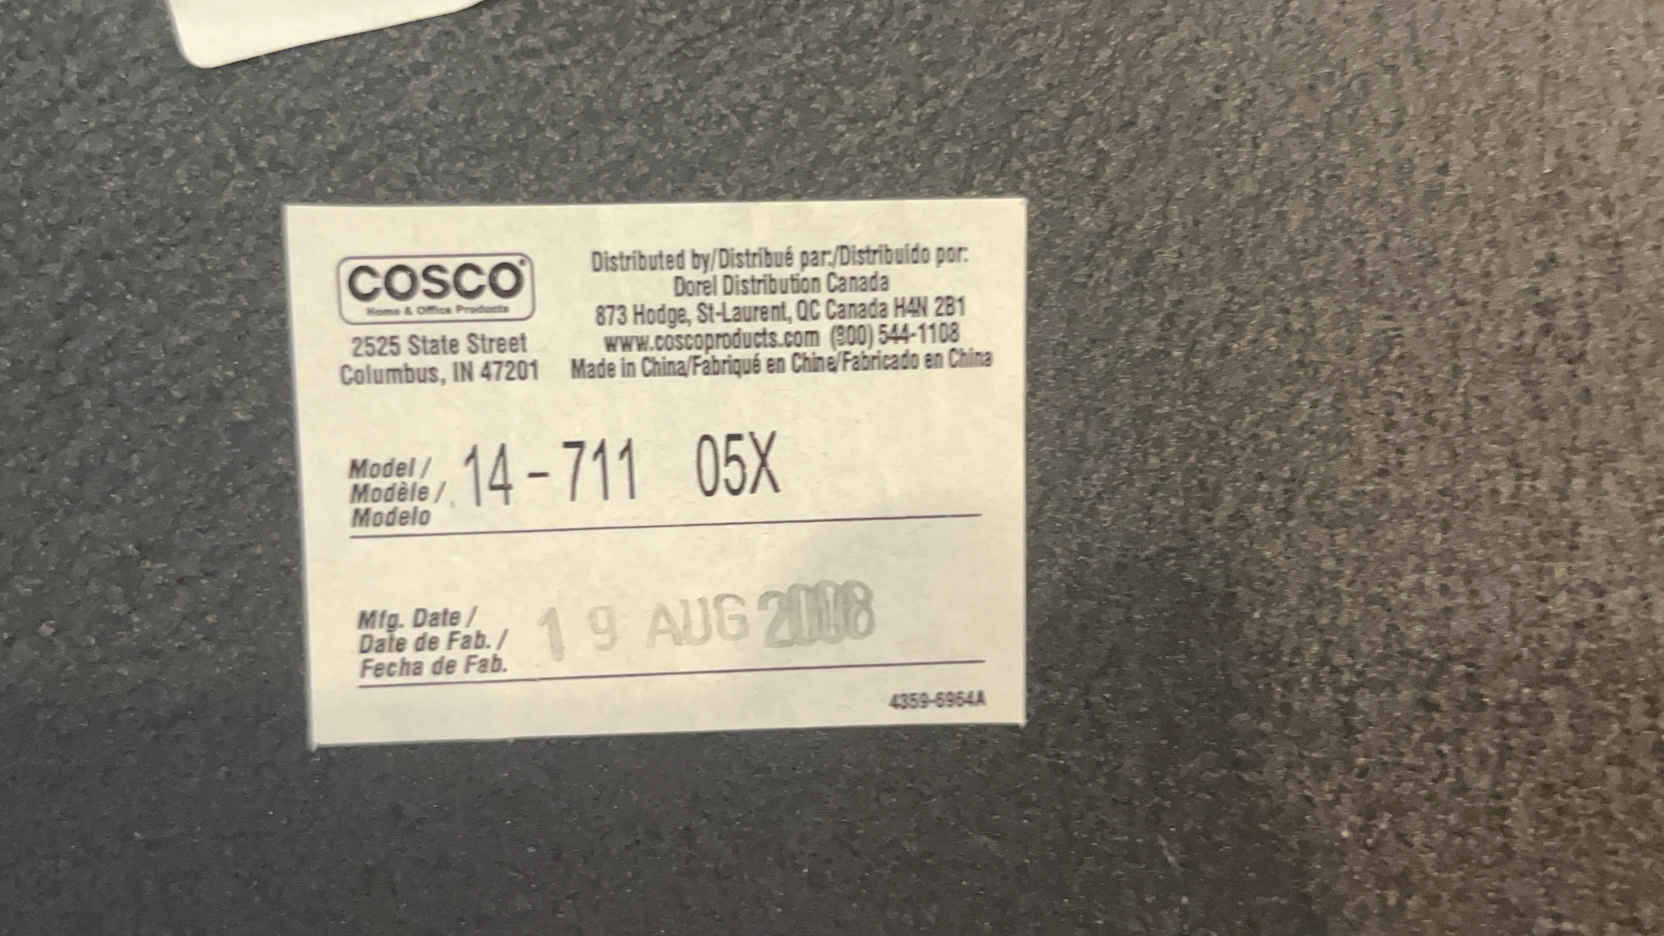 COSCO
Home & Office Products
2525 State Street
Columbus, IN 47201
Distributed by/Distribué par:/Distribuido por:
Dorel Distribution Canada
873 Hodge, St-Laurent, QC Canada H4N 2B1
www.coscoproducts.com (800) 544-1108
Made in China/Fabriqué en Chine/Fabricado en China
Model /
Modèle /
Modelo
14-711 05X
Mfg. Date /
Date de Fab. /
Fecha de Fab.
19 AUG 2008
4359-6964A